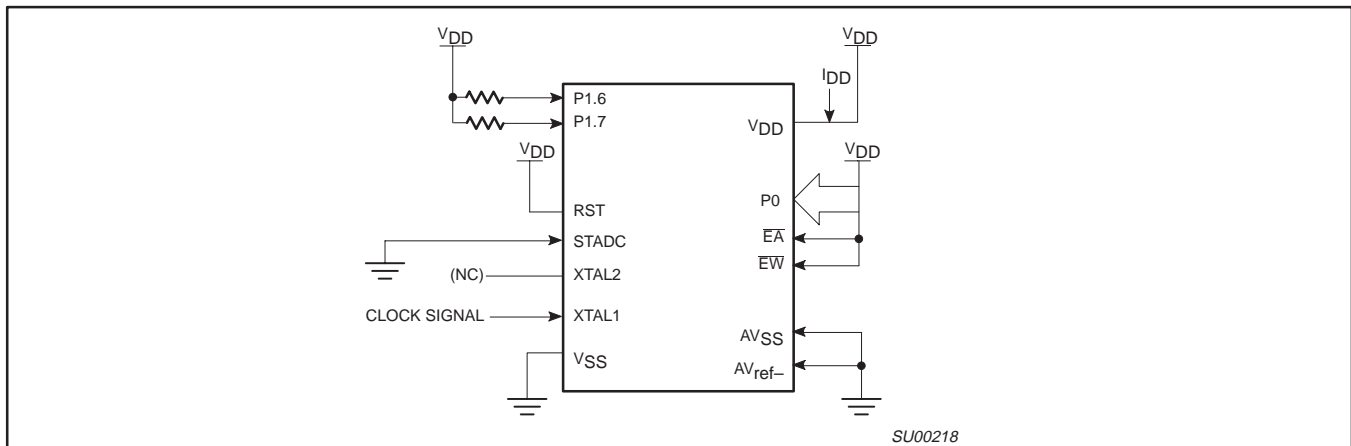 VDD
VDD
IDD
P1.6
P1.7
VDD
VDD
VDD
P0
RST
EA
STADC
EW
(NC)
XTAL2
CLOCK SIGNAL
XTAL1
AVSS
VSS
AVref–
SU00218